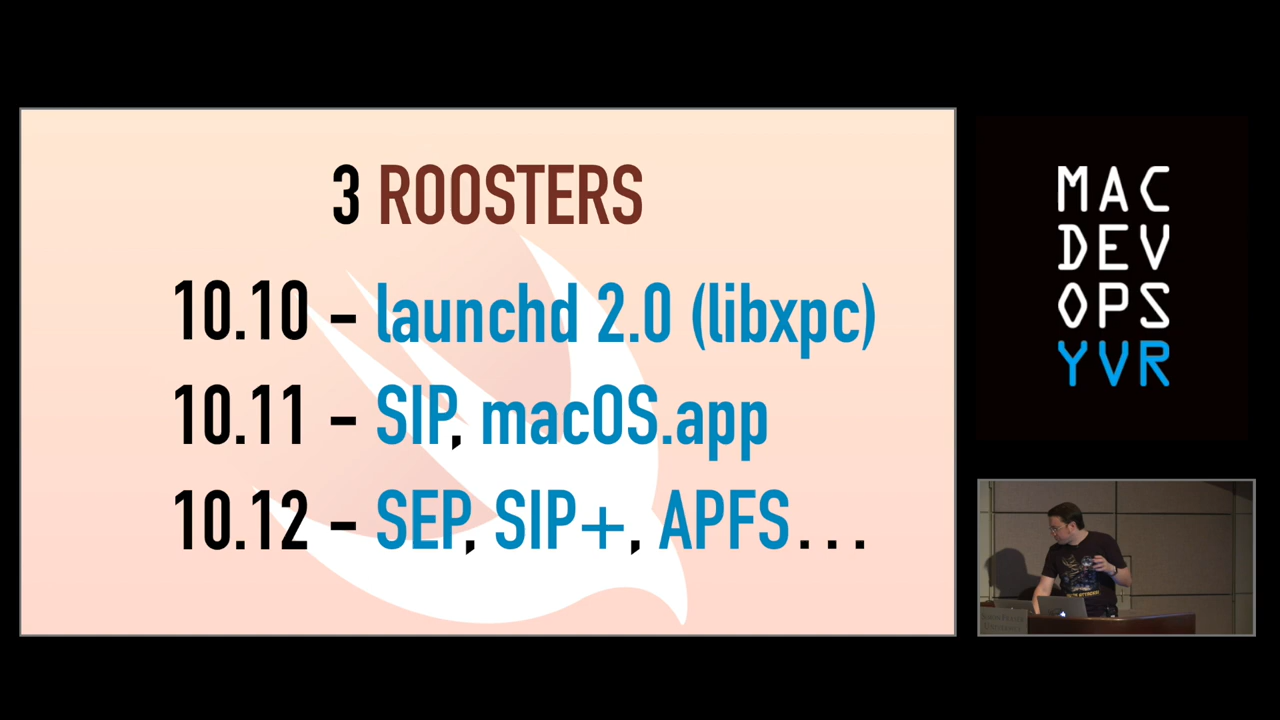 3 ROOSTERS
10.10 – launchd 2.0 (libxpc)
10.11 – SIP, macOS.app
10.12 – SEP, SIP+, APFS...
MAC
DEV
OPS
YVR